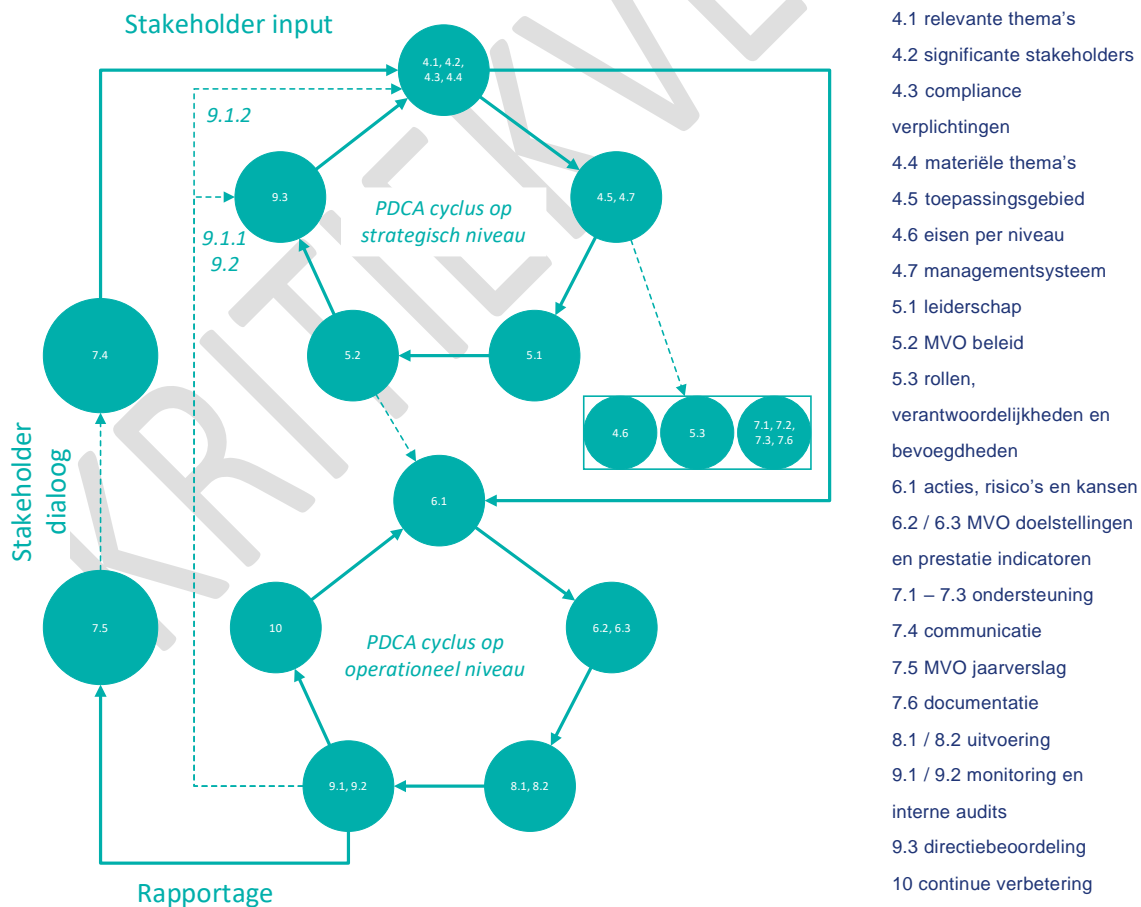 Stakeholder input
4.1, 4.2,
4.3, 4.4
9.1.2
9.3
PDCA cyclus op
strategisch niveau
4.5, 4.7
9.1.1
9.2
7.4
5.2
5.1
4.6
5.3
7.1, 7.2,
7.3, 7.6
Stakeholder
dialoog
6.1
7.5
10
PDCA cyclus op
operationeel niveau
6.2, 6.3
9.1, 9.2
8.1, 8.2
Rapportage
4.1 relevante thema's
4.2 significante stakeholders
4.3 compliance
verplichtingen
4.4 materiële thema's
4.5 toepassingsgebied
4.6 eisen per niveau
4.7 managementsysteem
5.1 leiderschap
5.2 MVO beleid
5.3 rollen,
verantwoordelijkheden en
bevoegdheden
6.1 acties, risico's en kansen
6.2 / 6.3 MVO doelstellingen
en prestatie indicatoren
7.1 – 7.3 ondersteuning
7.4 communicatie
7.5 MVO jaarverslag
7.6 documentatie
8.1 / 8.2 uitvoering
9.1 / 9.2 monitoring en
interne audits
9.3 directiebeoordeling
10 continue verbetering